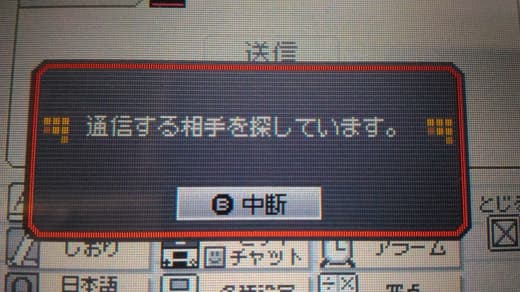 送信
通信する相手を探しています。
B 中断
とじる
しおり
チャット
アラーム
日本語